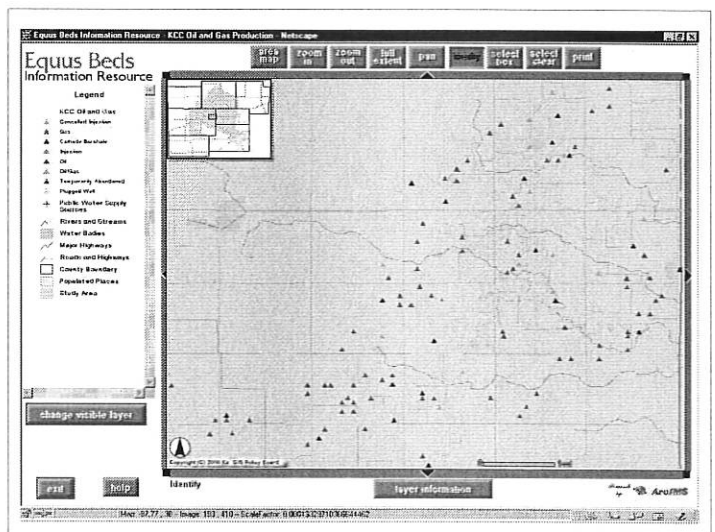 Equus Beds Information Resource - KCC Oil and Gas Production - Netscape
Equus Beds
Information Resource
area map
zoom in
zoom out
full extent
pan
identify
select box
select clear
print
Legend
KCC Oil and Gas
Cancelled Injection
Gas
Cathodic Borehole
Injection
Oil
Oil/Gas
Temporarily Abandoned
Plugged Well
Public Water Supply
Sources
Rivers and Streams
Water Bodies
Major Highways
Roads and Highways
County Boundary
Populated Places
Study Area
change visible layer
exit
help
Identify
layer information
ArcIMS